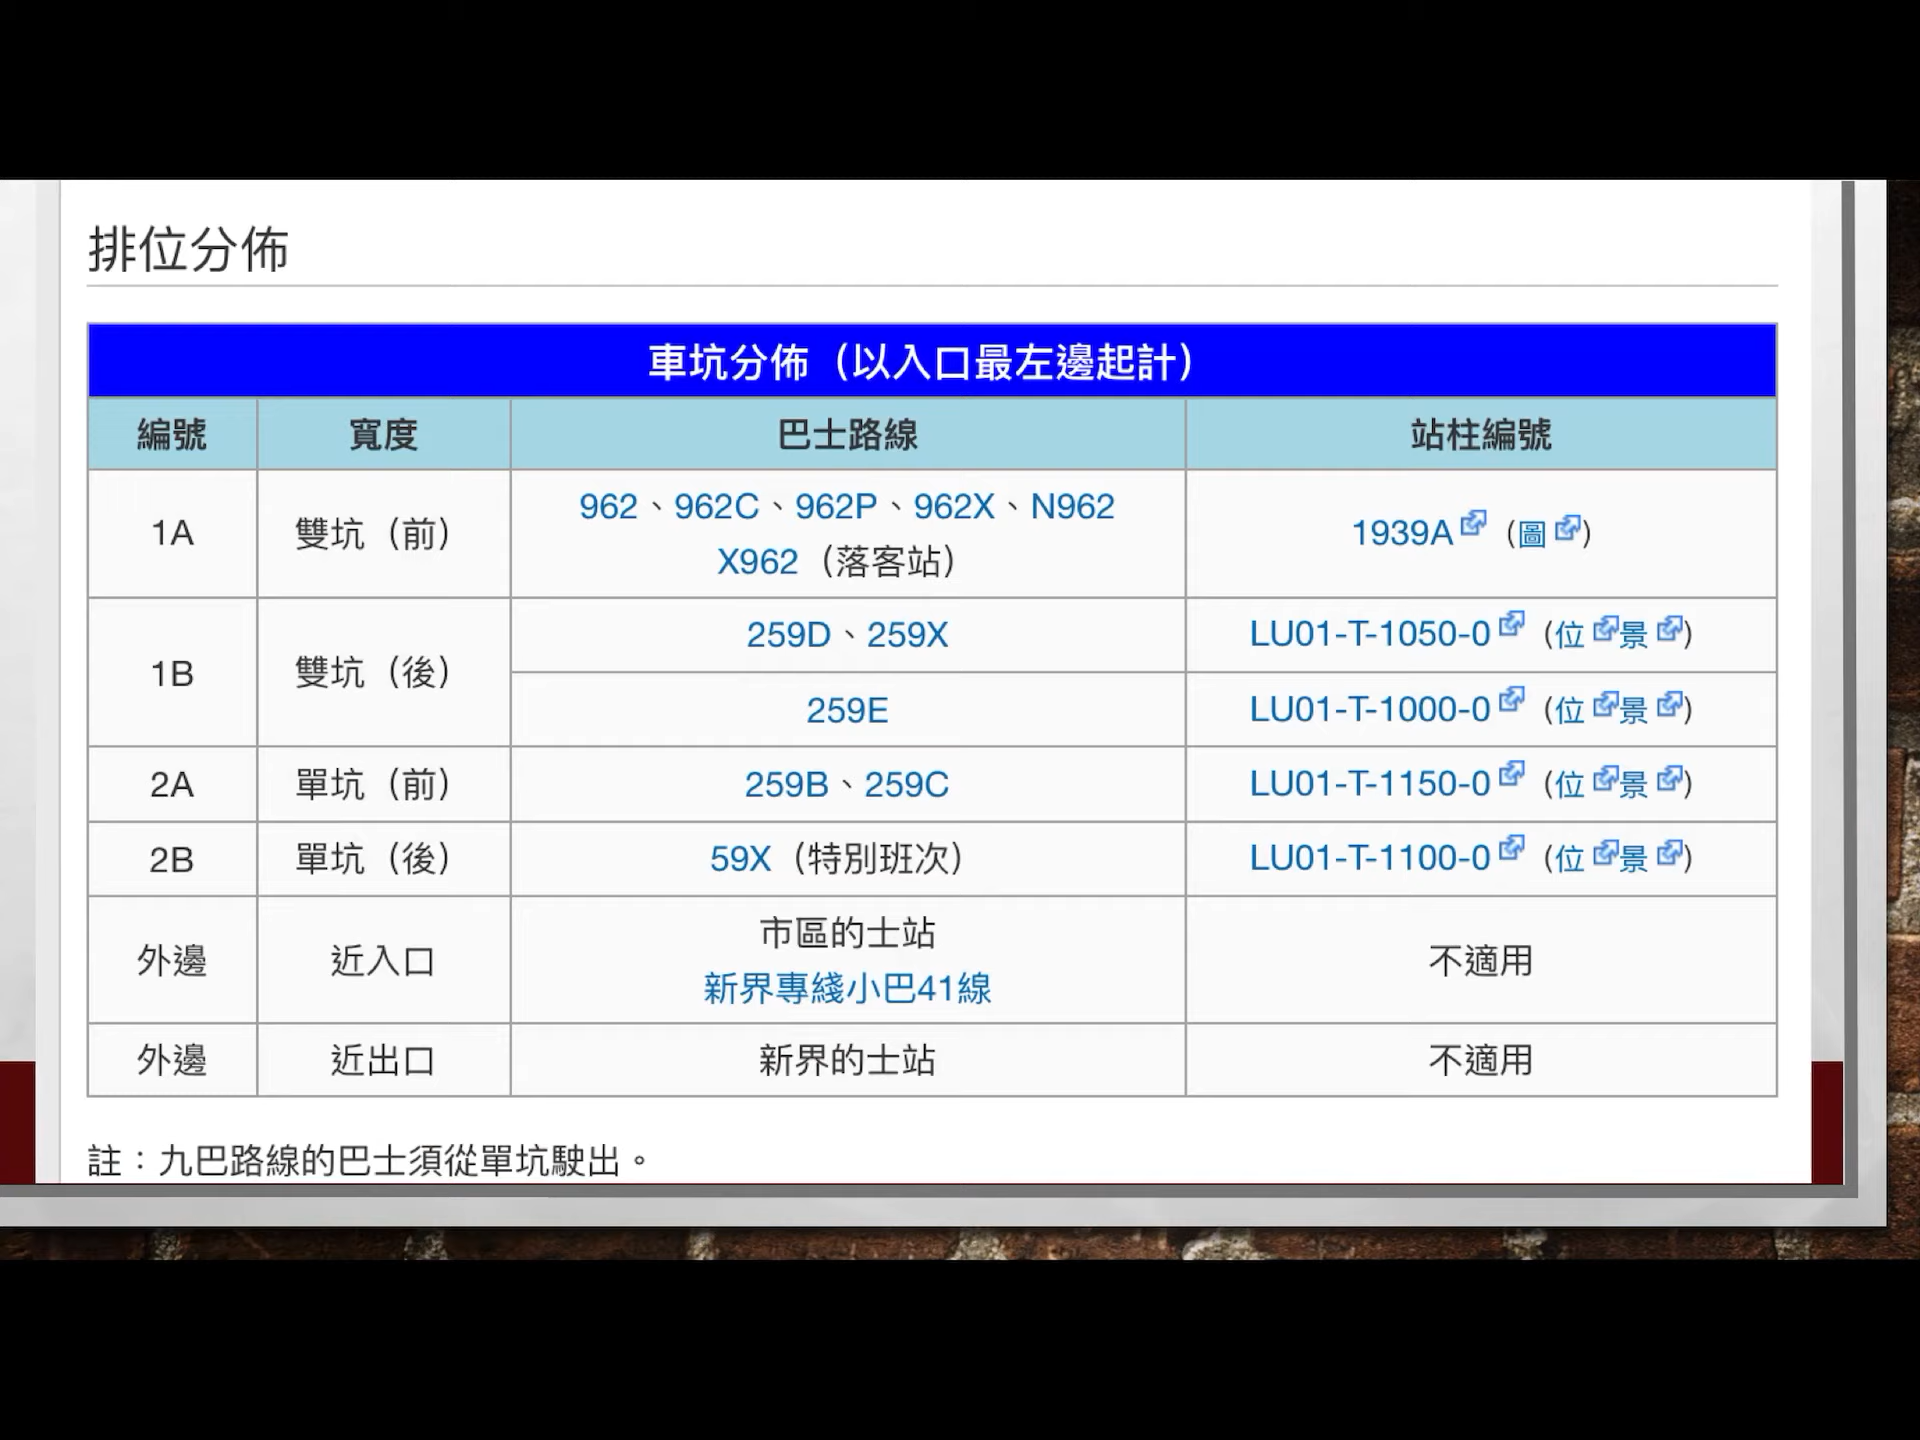 排位分佈
車坑分佈（以入口最左邊起計）
編號 寬度 巴士路線 站柱編號
1A 雙坑（前） 962、962C、962P、962X、N962
X962（落客站） 1939A （圖）
1B 雙坑（後） 259D、259X LU01-T-1050-0 （位 景）
259E LU01-T-1000-0 （位 景）
2A 單坑（前） 259B、259C LU01-T-1150-0 （位 景）
2B 單坑（後） 59X（特別班次） LU01-T-1100-0 （位 景）
外邊 近入口 市區的士站
新界專綫小巴41線 不適用
外邊 近出口 新界的士站 不適用
註：九巴路線的巴士須從單坑駛出。